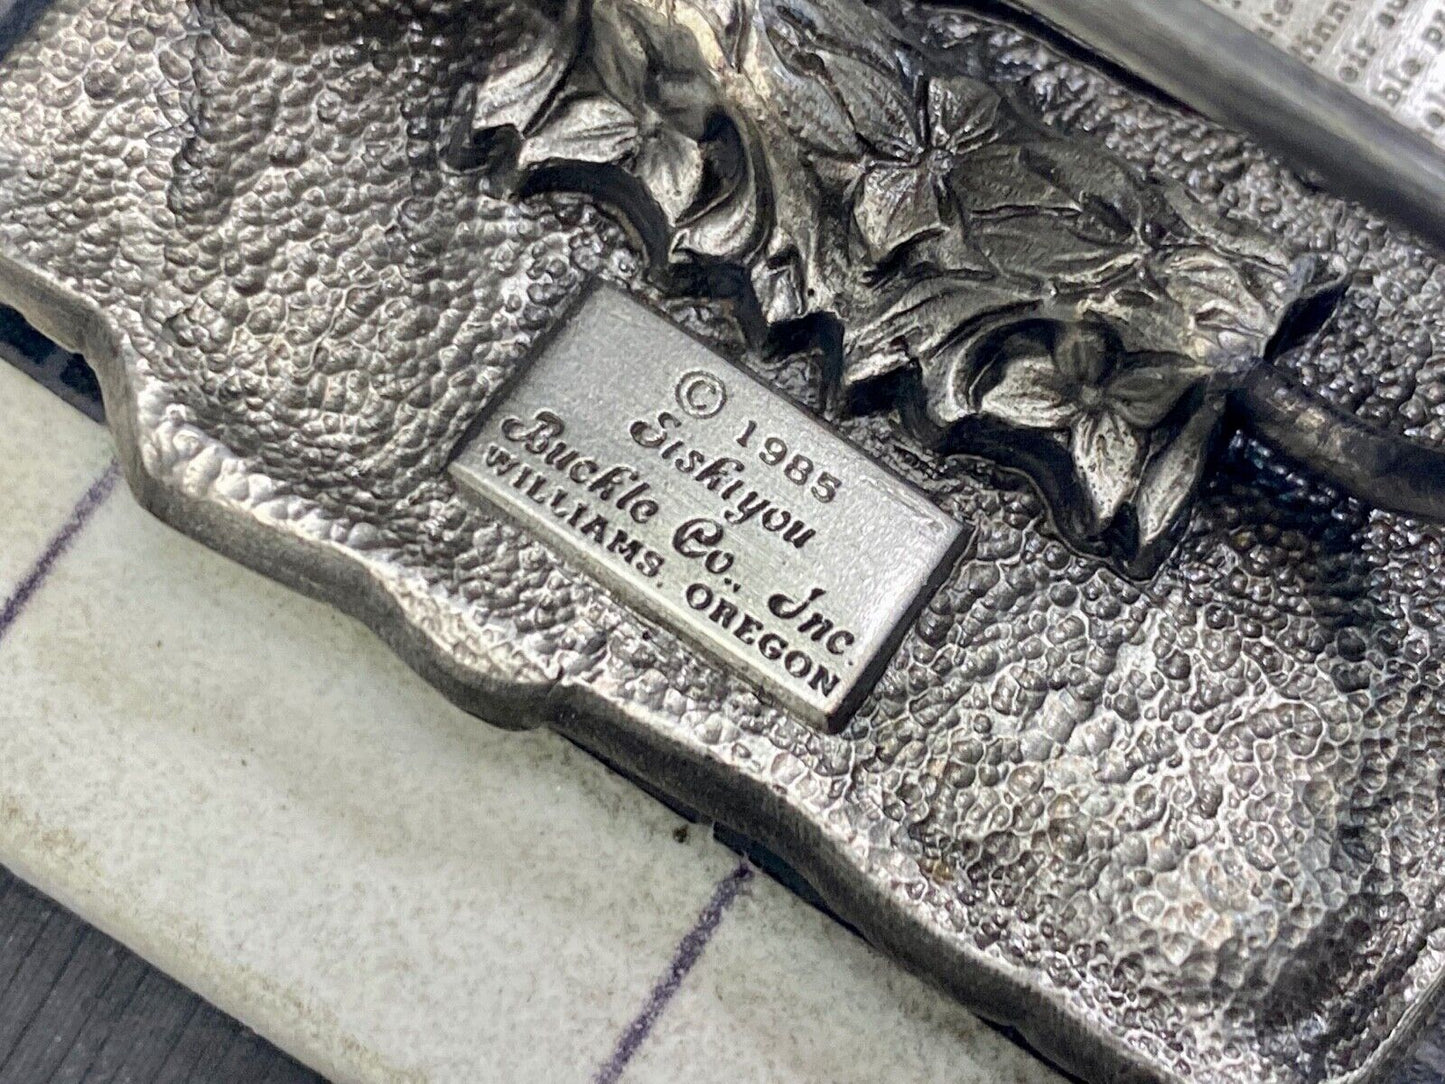 © 1985
Siskiyou
Buckle Co., Inc.
WILLIAMS, OREGON